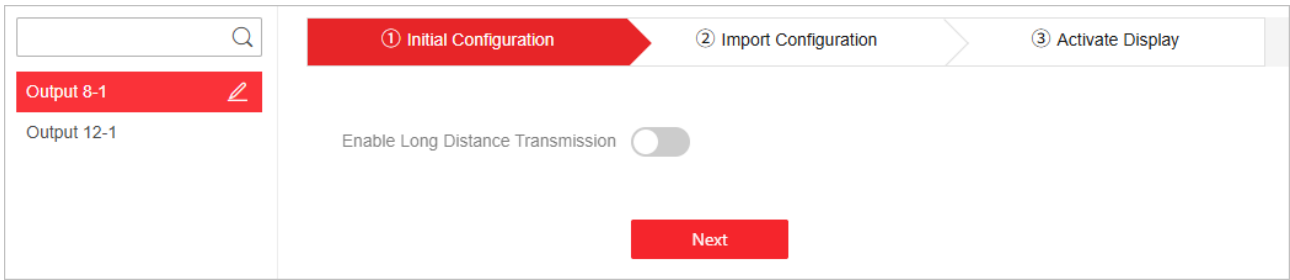 Output 8-1
Output 12-1
① Initial Configuration
② Import Configuration
③ Activate Display
Enable Long Distance Transmission
Next